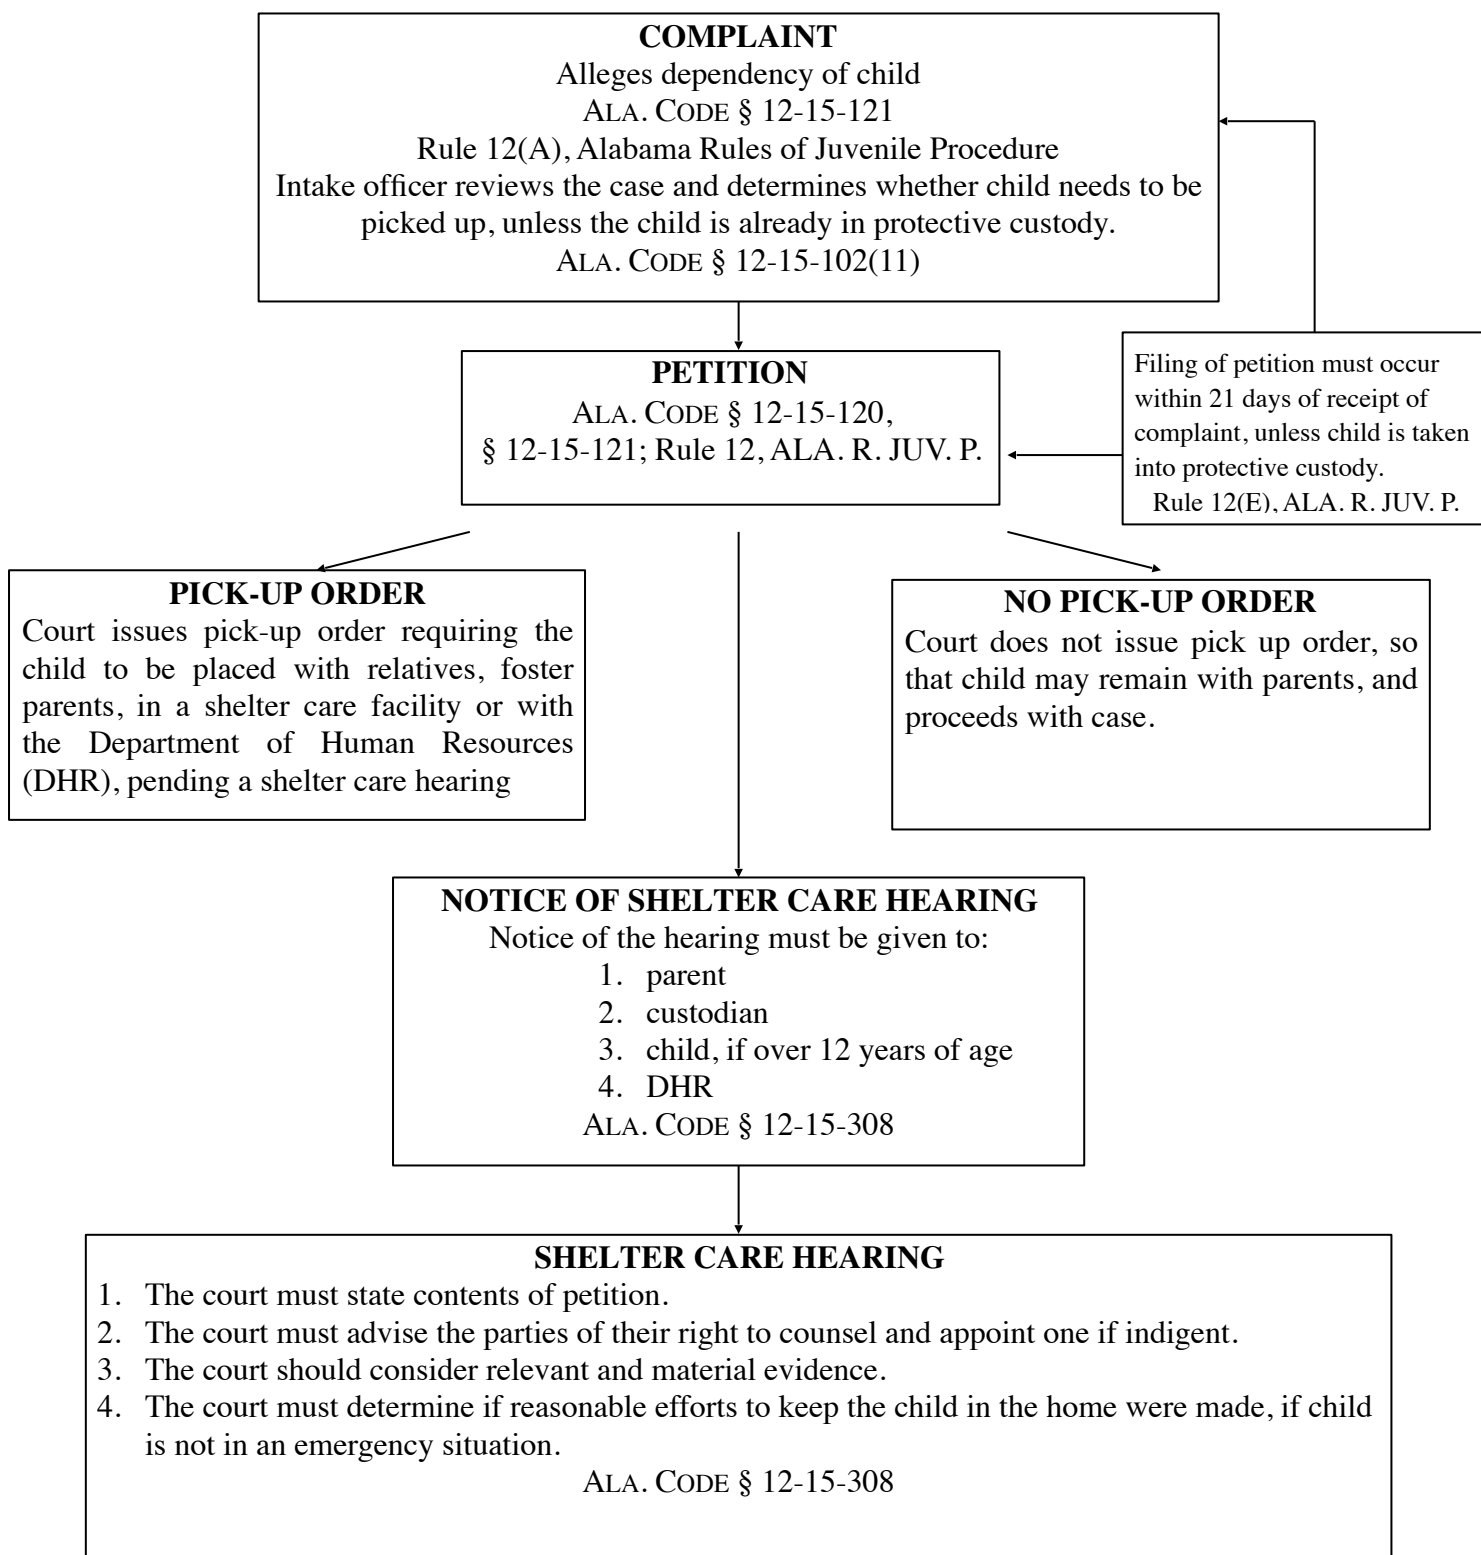 COMPLAINT
Alleges dependency of child
ALA. CODE § 12-15-121
Rule 12(A), Alabama Rules of Juvenile Procedure
Intake officer reviews the case and determines whether child needs to be
picked up, unless the child is already in protective custody.
ALA. CODE § 12-15-102(11)
PETITION
ALA. CODE § 12-15-120,
§ 12-15-121; Rule 12, ALA. R. JUV. P.
Filing of petition must occur
within 21 days of receipt of
complaint, unless child is taken
into protective custody.
Rule 12(E), ALA. R. JUV. P.
PICK-UP ORDER
Court issues pick-up order requiring the
child to be placed with relatives, foster
parents, in a shelter care facility or with
the Department of Human Resources
(DHR), pending a shelter care hearing
NO PICK-UP ORDER
Court does not issue pick up order, so
that child may remain with parents, and
proceeds with case.
NOTICE OF SHELTER CARE HEARING
Notice of the hearing must be given to:
1. parent
2. custodian
3. child, if over 12 years of age
4. DHR
ALA. CODE § 12-15-308
SHELTER CARE HEARING
1. The court must state contents of petition.
2. The court must advise the parties of their right to counsel and appoint one if indigent.
3. The court should consider relevant and material evidence.
4. The court must determine if reasonable efforts to keep the child in the home were made, if child
is not in an emergency situation.
ALA. CODE § 12-15-308